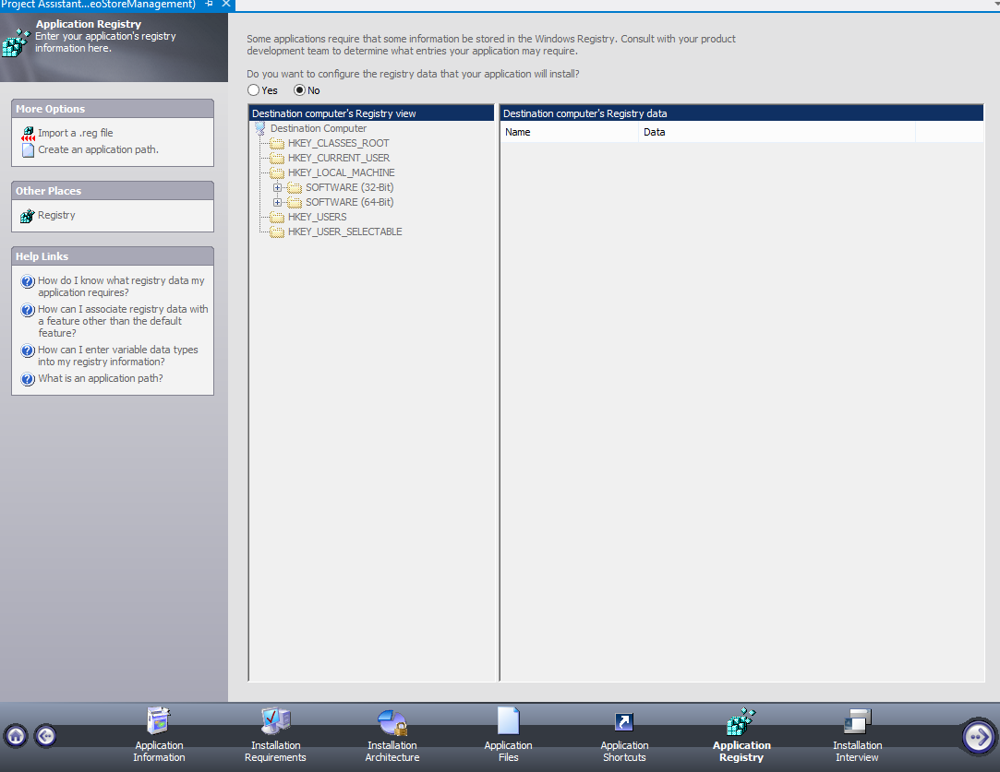 Project Assistant...eoStoreManagement)
Application Registry
Enter your application's registry
information here.
More Options
Import a .reg file
Create an application path.
Other Places
Registry
Help Links
How do I know what registry data my
application requires?
How can I associate registry data with
a feature other than the default
feature?
How can I enter variable data types
into my registry information?
What is an application path?
Some applications require that some information be stored in the Windows Registry. Consult with your product
development team to determine what entries your application may require.
Do you want to configure the registry data that your application will install?
Yes No
Destination computer's Registry view
Destination Computer
HKEY_CLASSES_ROOT
HKEY_CURRENT_USER
HKEY_LOCAL_MACHINE
SOFTWARE (32-Bit)
SOFTWARE (64-Bit)
HKEY_USERS
HKEY_USER_SELECTABLE
Destination computer's Registry data
Name Data
Application
Information
Installation
Requirements
Installation
Architecture
Application
Files
Application
Shortcuts
Application
Registry
Installation
Interview